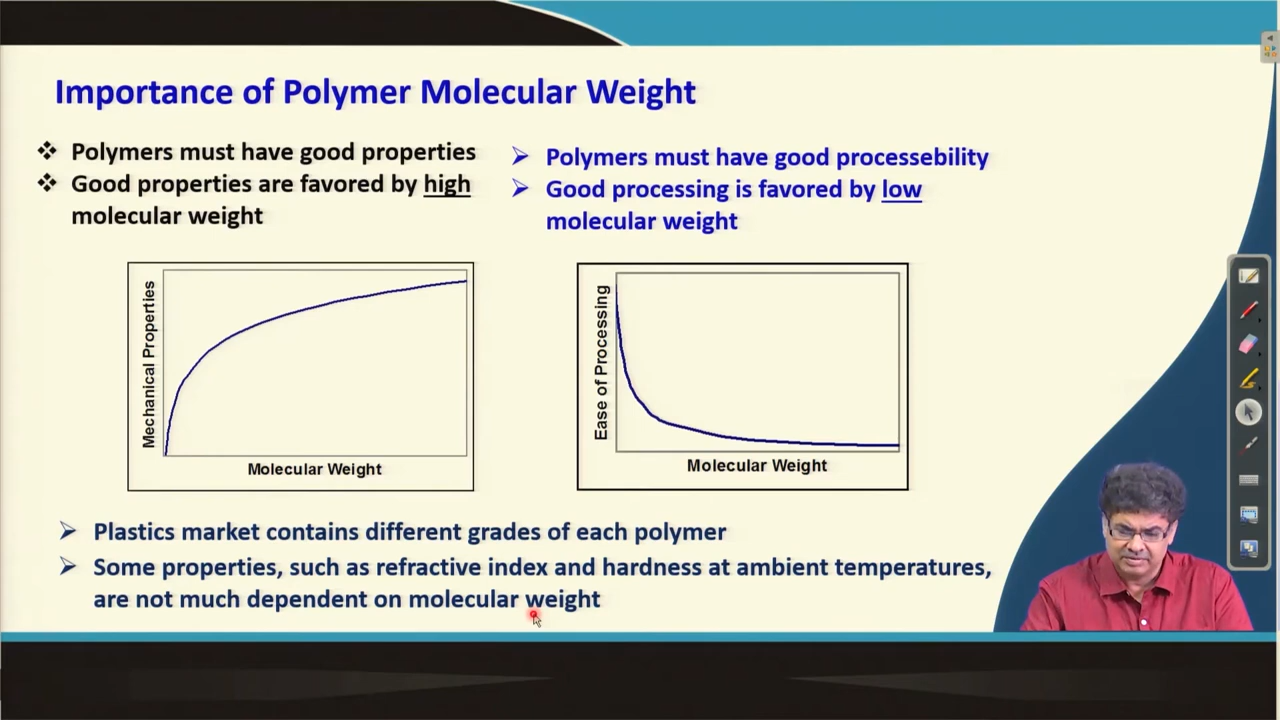 Importance of Polymer Molecular Weight
Polymers must have good properties
Good properties are favored by high
molecular weight
Polymers must have good processebility
Good processing is favored by low
molecular weight
Mechanical Properties
Molecular Weight
Ease of Processing
Molecular Weight
Plastics market contains different grades of each polymer
Some properties, such as refractive index and hardness at ambient temperatures,
are not much dependent on molecular weight